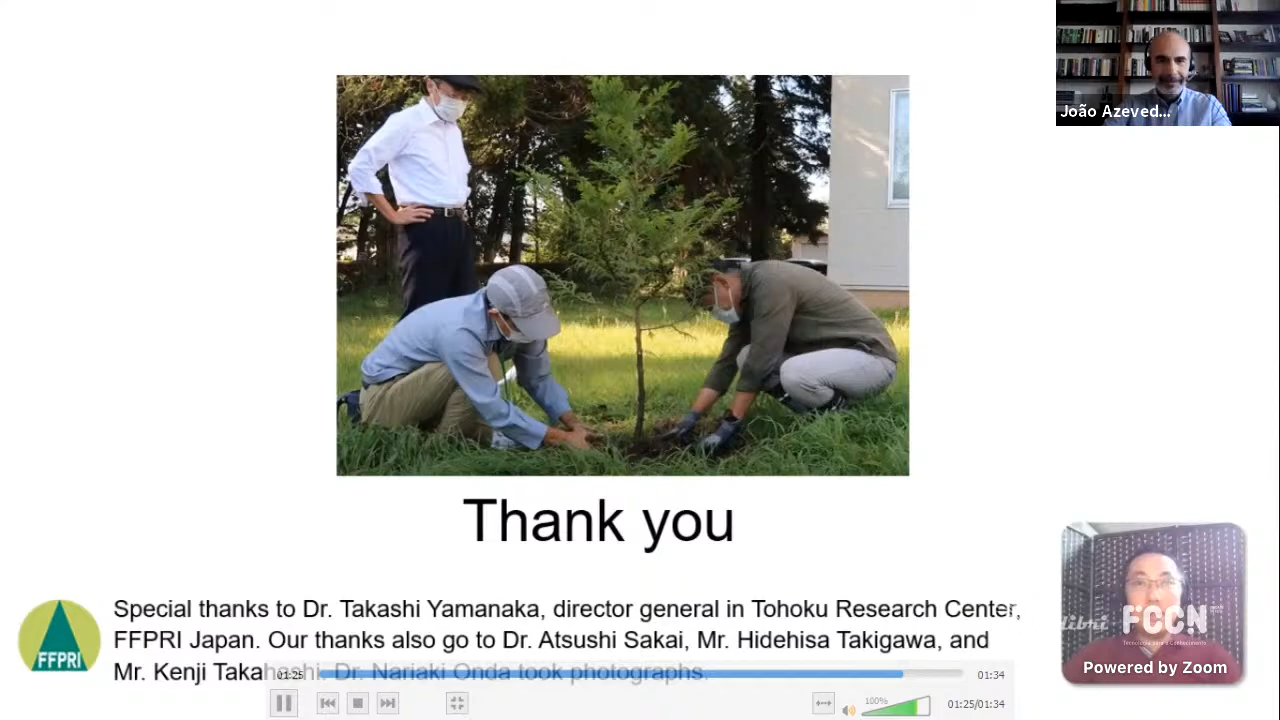 João Azeved...
Thank you
Special thanks to Dr. Takashi Yamanaka, director general in Tohoku Research Center,
FFPRI Japan. Our thanks also go to Dr. Atsushi Sakai, Mr. Hidehisa Takigawa, and
Mr. Kenji Takahashi. Dr. Nariaki Onda took photographs.
FFPRI
FCCN
Powered by Zoom
01:25
01:34
100%
01:25/01:34